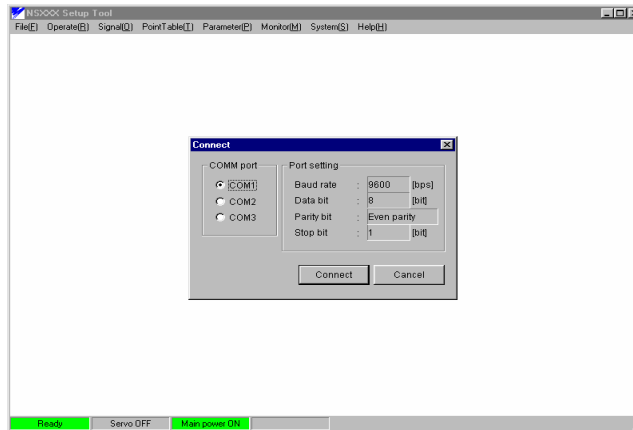 NSXXX Setup Tool
File[F] Operate[R] Signal[O] PointTable[T] Parameter[P] Monitor[M] System[S] Help[H]
Connect
COMM port
COM1
COM2
COM3
Port setting
Baud rate : 9600 [bps]
Data bit : 8 [bit]
Parity bit : Even parity
Stop bit : 1 [bit]
Connect Cancel
Ready Servo OFF Main power ON